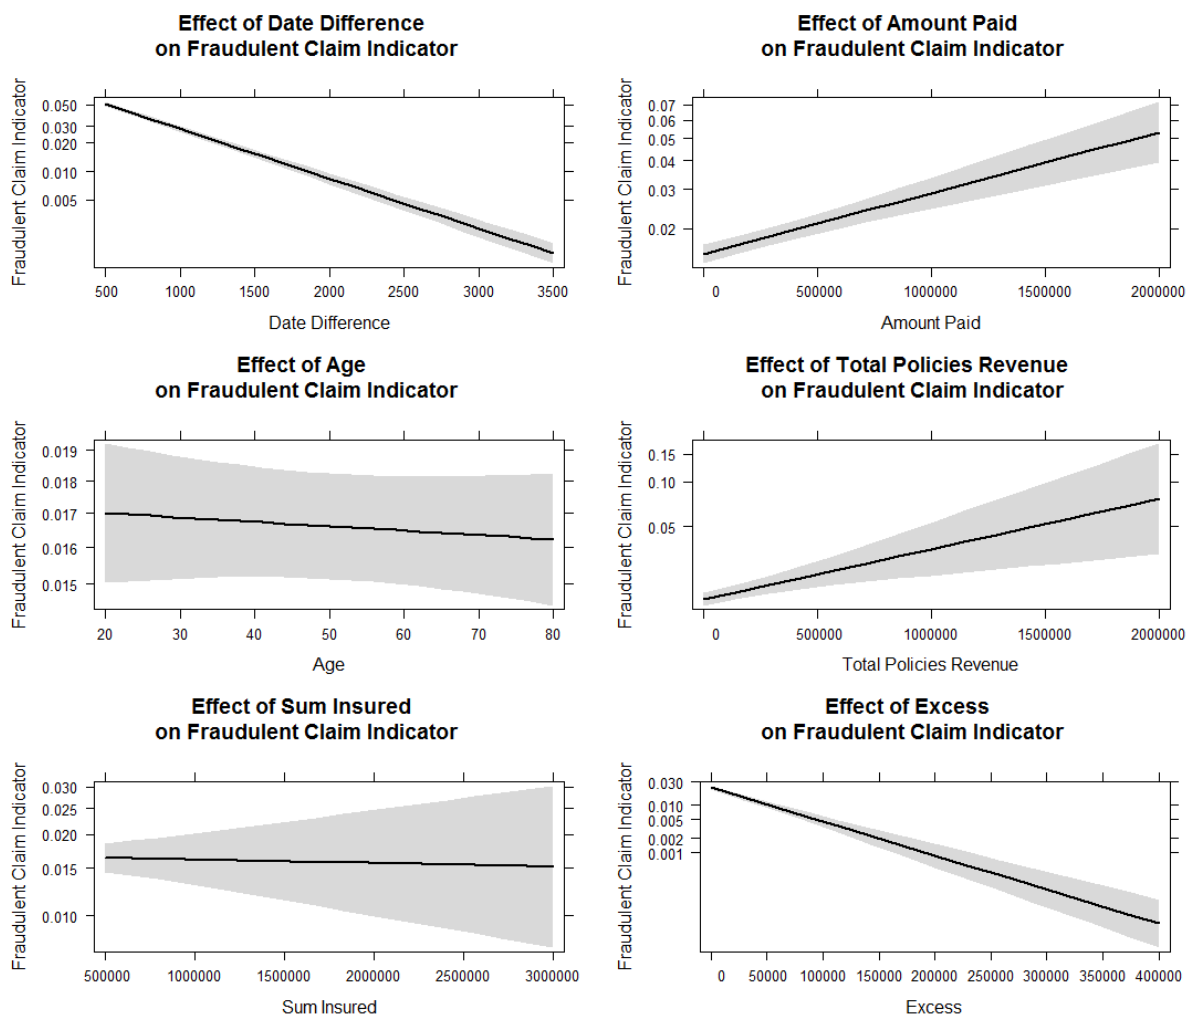 Effect of Date Difference
on Fraudulent Claim Indicator
Fraudulent Claim Indicator
0.050
0.030
0.020
0.010
0.005
500 1000 1500 2000 2500 3000 3500
Date Difference
Effect of Amount Paid
on Fraudulent Claim Indicator
Fraudulent Claim Indicator
0.07
0.06
0.05
0.04
0.03
0.02
0 500000 1000000 1500000 2000000
Amount Paid
Effect of Age
on Fraudulent Claim Indicator
Fraudulent Claim Indicator
0.019
0.018
0.017
0.016
0.015
20 30 40 50 60 70 80
Age
Effect of Total Policies Revenue
on Fraudulent Claim Indicator
Fraudulent Claim Indicator
0.15
0.10
0.05
0 500000 1000000 1500000 2000000
Total Policies Revenue
Effect of Sum Insured
on Fraudulent Claim Indicator
Fraudulent Claim Indicator
0.030
0.025
0.020
0.015
0.010
500000 1000000 1500000 2000000 2500000 3000000
Sum Insured
Effect of Excess
on Fraudulent Claim Indicator
Fraudulent Claim Indicator
0.030
0.010
0.005
0.002
0.001
0 50000 100000 150000 200000 250000 300000 350000 400000
Excess